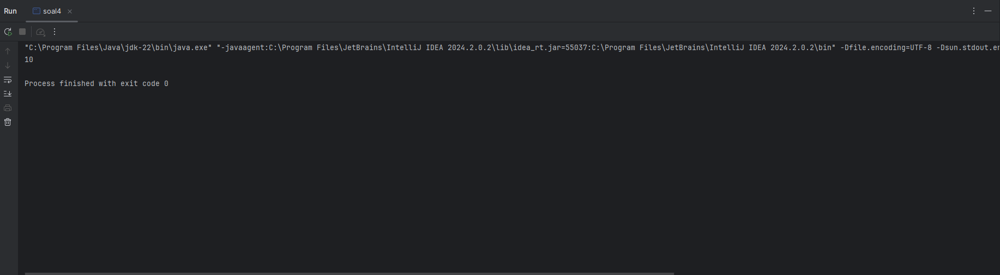 Run
soal4
"C:\Program Files\Java\jdk-22\bin\java.exe" "-javaagent:C:\Program Files\JetBrains\IntelliJ IDEA 2024.2.0.2\lib\idea_rt.jar=55037:C:\Program Files\JetBrains\IntelliJ IDEA 2024.2.0.2\bin" -Dfile.encoding=UTF-8 -Dsun.stdout.en
10
Process finished with exit code 0